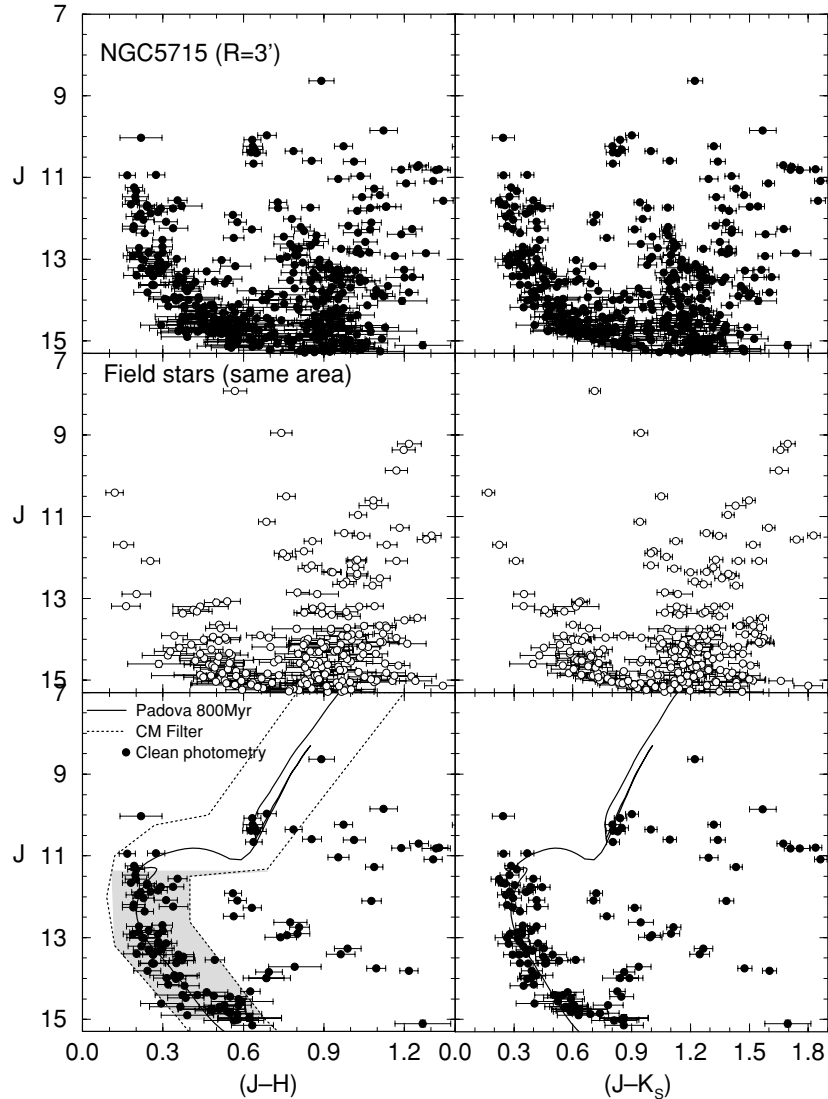 7
NGC5715 (R=3')
9
J
11
13
15
7
Field stars (same area)
9
J
11
13
15
7
Padova 800Myr
CM Filter
Clean photometry
9
J
11
13
15
0.0 0.3 0.6 0.9 1.2 0.0 0.3 0.6 0.9 1.2 1.5 1.8
(J–H) (J–K_S)